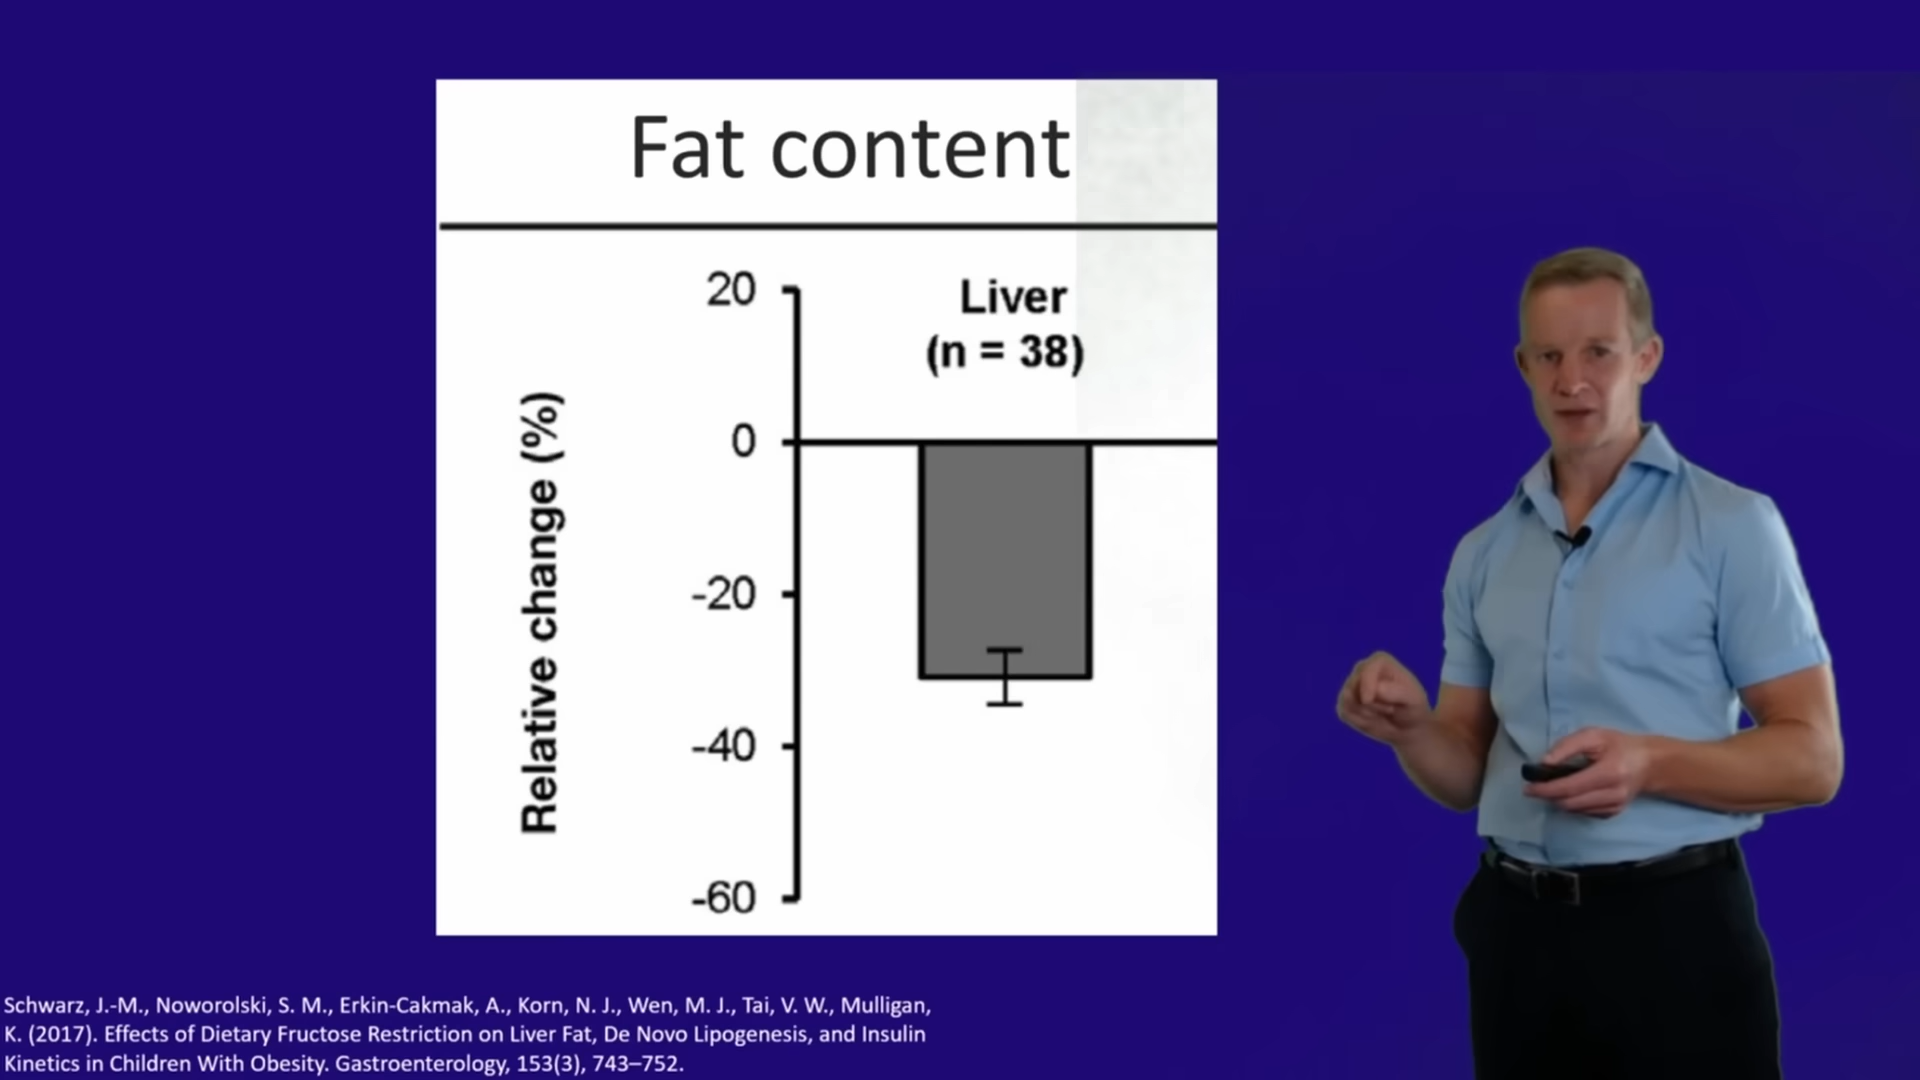 Fat content
Liver
(n = 38)
Relative change (%)
20
0
-20
-40
-60
Schwarz, J.-M., Noworolski, S. M., Erkin-Cakmak, A., Korn, N. J., Wen, M. J., Tai, V. W., Mulligan,
K. (2017). Effects of Dietary Fructose Restriction on Liver Fat, De Novo Lipogenesis, and Insulin
Kinetics in Children With Obesity. Gastroenterology, 153(3), 743–752.